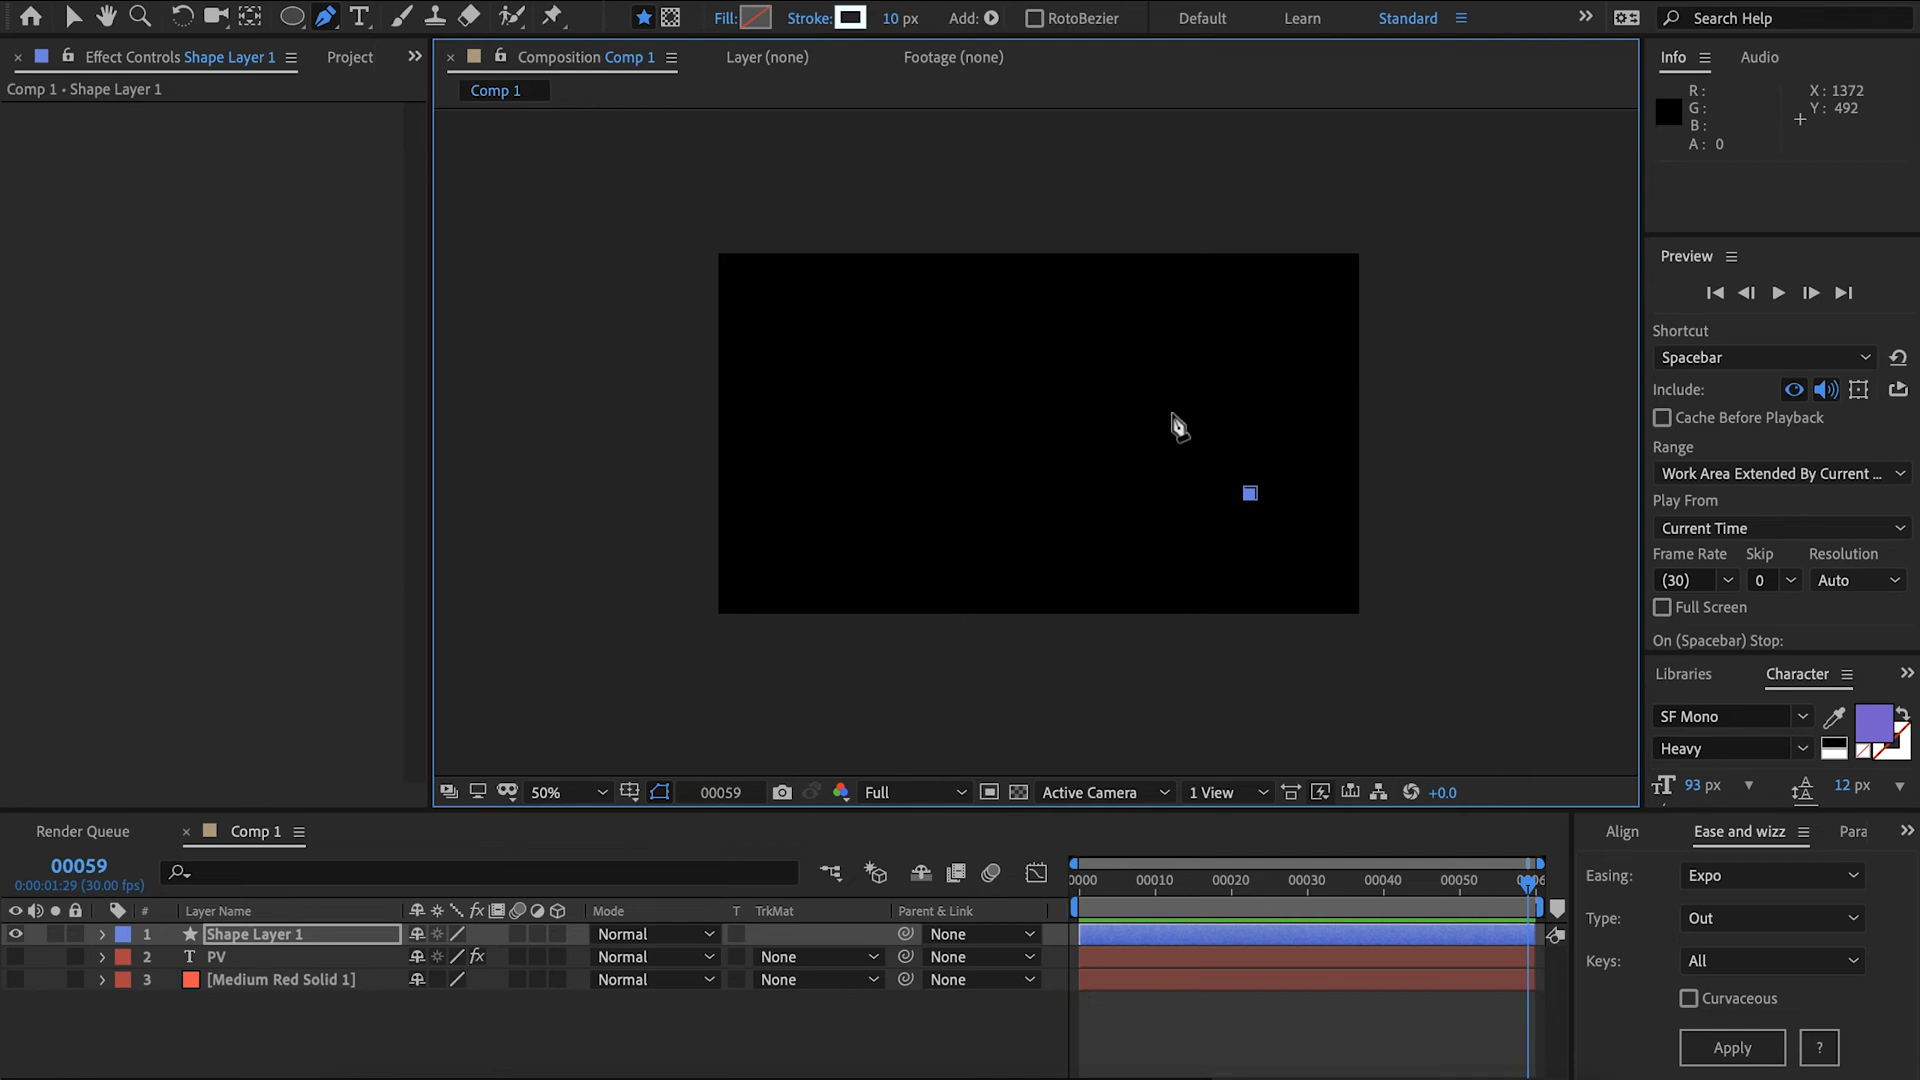 Fill:
Stroke:
10 px
Add:
RotoBezier
Default
Learn
Standard
Search Help
Effect Controls Shape Layer 1
Project
Composition Comp 1
Layer (none)
Footage (none)
Info
Audio
Comp 1 • Shape Layer 1
Comp 1
R:
G:
B:
A: 0
X: 1372
Y: 492
Preview
Shortcut
Spacebar
Include:
Cache Before Playback
Range
Work Area Extended By Current ...
Play From
Current Time
Frame Rate
Skip
Resolution
(30)
0
Auto
Full Screen
On (Spacebar) Stop:
Libraries
Character
SF Mono
Heavy
93 px
12 px
50%
00059
Full
Active Camera
1 View
+0.0
Render Queue
Comp 1
Align
Ease and wizz
Para
00059
0:00:01:29 (30.00 fps)
0000
00010
00020
00030
00040
00050
Easing:
Expo
Type:
Out
Keys:
All
Curvaceous
Apply
?
#
Layer Name
fx
Mode
T
TrkMat
Parent & Link
1
Shape Layer 1
Normal
None
2
T
PV
fx
Normal
None
None
3
[Medium Red Solid 1]
Normal
None
None